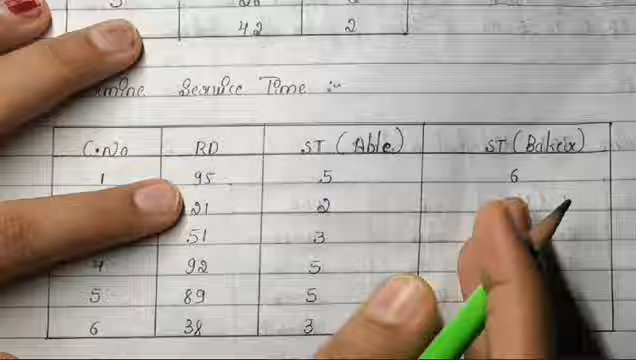 42 2
Service Time :-
C.No RD ST (Able) ST (Baker)
1 95 5 6
21 2
51 3
4 92 5
5 89 5
6 38 3